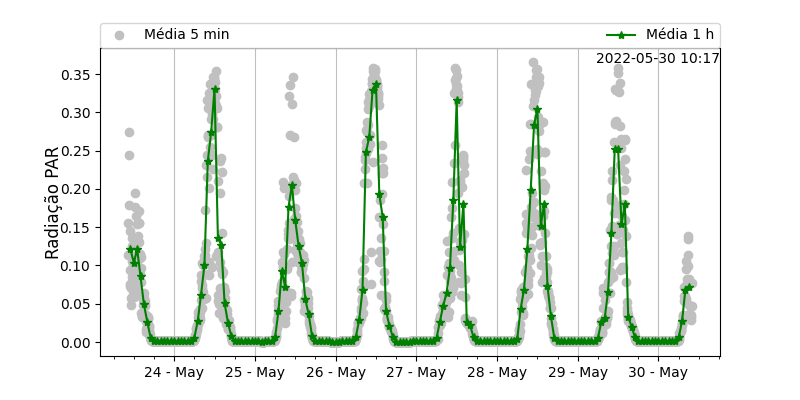 Média 5 min
Média 1 h
2022-05-30 10:17
Radiação PAR
0.35
0.30
0.25
0.20
0.15
0.10
0.05
0.00
24 - May
25 - May
26 - May
27 - May
28 - May
29 - May
30 - May